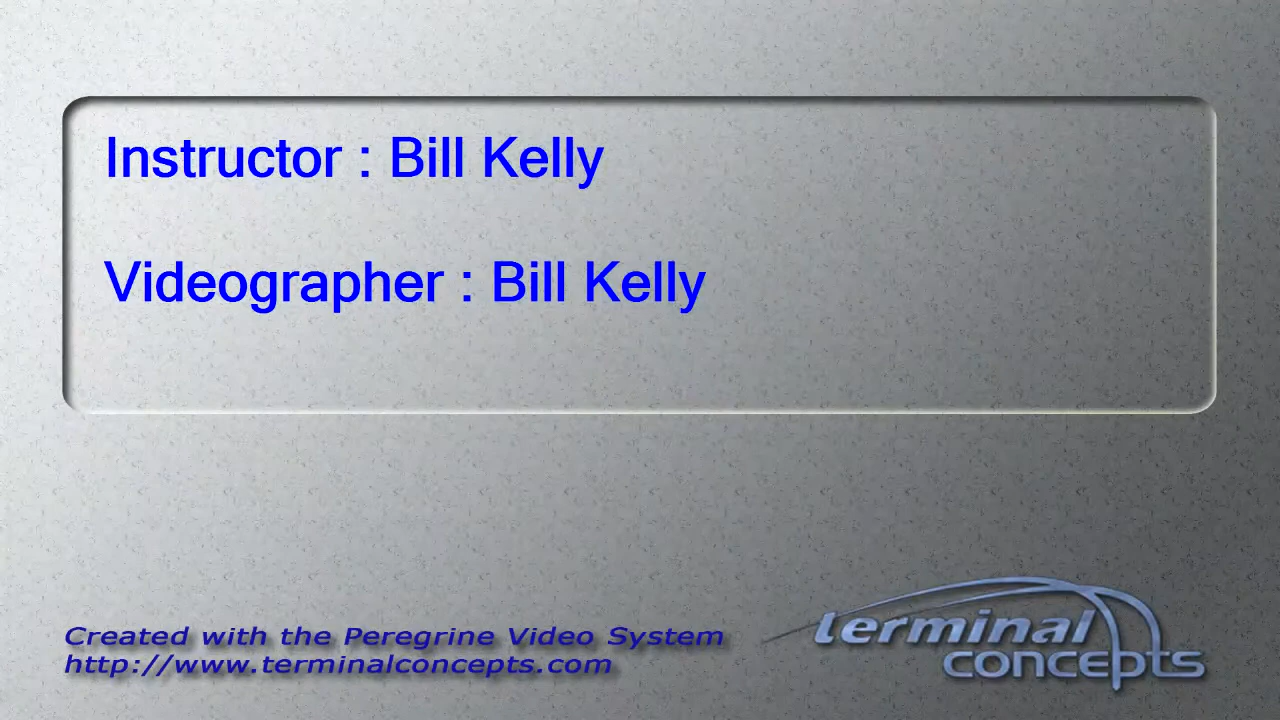 Instructor : Bill Kelly
Videographer : Bill Kelly
Created with the Peregrine Video System
http://www.terminalconcepts.com
terminal
concepts